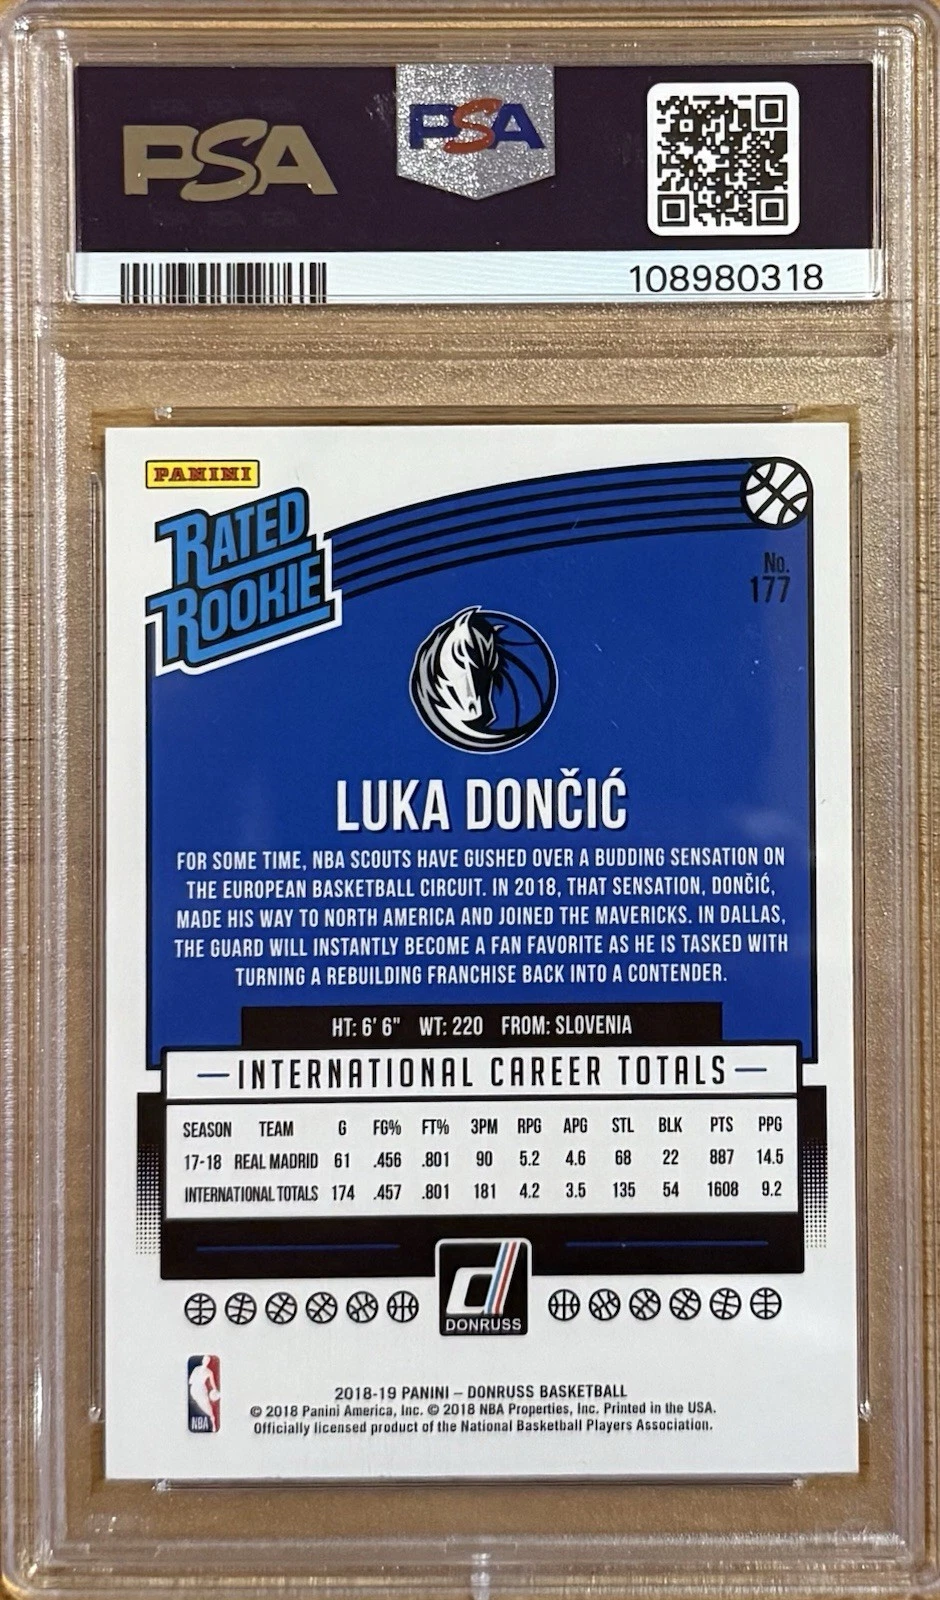 PSA
PSA
108980318
PANINI
RATED
ROOKIE
No.
177
LUKA DONČIĆ
FOR SOME TIME, NBA SCOUTS HAVE GUSHED OVER A BUDDING SENSATION ON
THE EUROPEAN BASKETBALL CIRCUIT. IN 2018, THAT SENSATION, DONČIĆ,
MADE HIS WAY TO NORTH AMERICA AND JOINED THE MAVERICKS. IN DALLAS,
THE GUARD WILL INSTANTLY BECOME A FAN FAVORITE AS HE IS TASKED WITH
TURNING A REBUILDING FRANCHISE BACK INTO A CONTENDER.
HT: 6' 6" WT: 220 FROM: SLOVENIA
INTERNATIONAL CAREER TOTALS
SEASON TEAM G FG% FT% 3PM RPG APG STL BLK PTS PPG
17-18 REAL MADRID 61 .456 .801 90 5.2 4.6 68 22 887 14.5
INTERNATIONAL TOTALS 174 .457 .801 181 4.2 3.5 135 54 1608 9.2
d
DONRUSS
NBA
2018-19 PANINI – DONRUSS BASKETBALL
© 2018 Panini America, Inc. © 2018 NBA Properties, Inc. Printed in the USA.
Officially licensed product of the National Basketball Players Association.